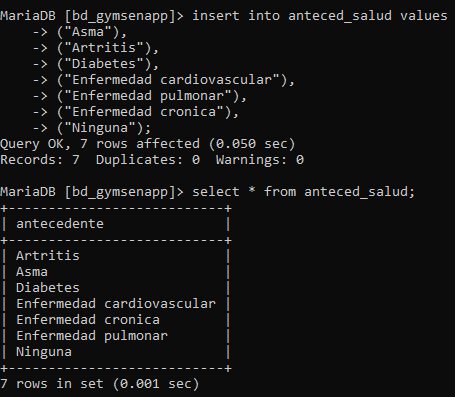 MariaDB [bd_gymsenapp]> insert into anteced_salud values
    -> ("Asma"),
    -> ("Artritis"),
    -> ("Diabetes"),
    -> ("Enfermedad cardiovascular"),
    -> ("Enfermedad pulmonar"),
    -> ("Enfermedad cronica"),
    -> ("Ninguna");
Query OK, 7 rows affected (0.050 sec)
Records: 7  Duplicates: 0  Warnings: 0

MariaDB [bd_gymsenapp]> select * from anteced_salud;
+---------------------------+
| antecedente               |
+---------------------------+
| Artritis                  |
| Asma                      |
| Diabetes                  |
| Enfermedad cardiovascular |
| Enfermedad cronica        |
| Enfermedad pulmonar       |
| Ninguna                   |
+---------------------------+
7 rows in set (0.001 sec)